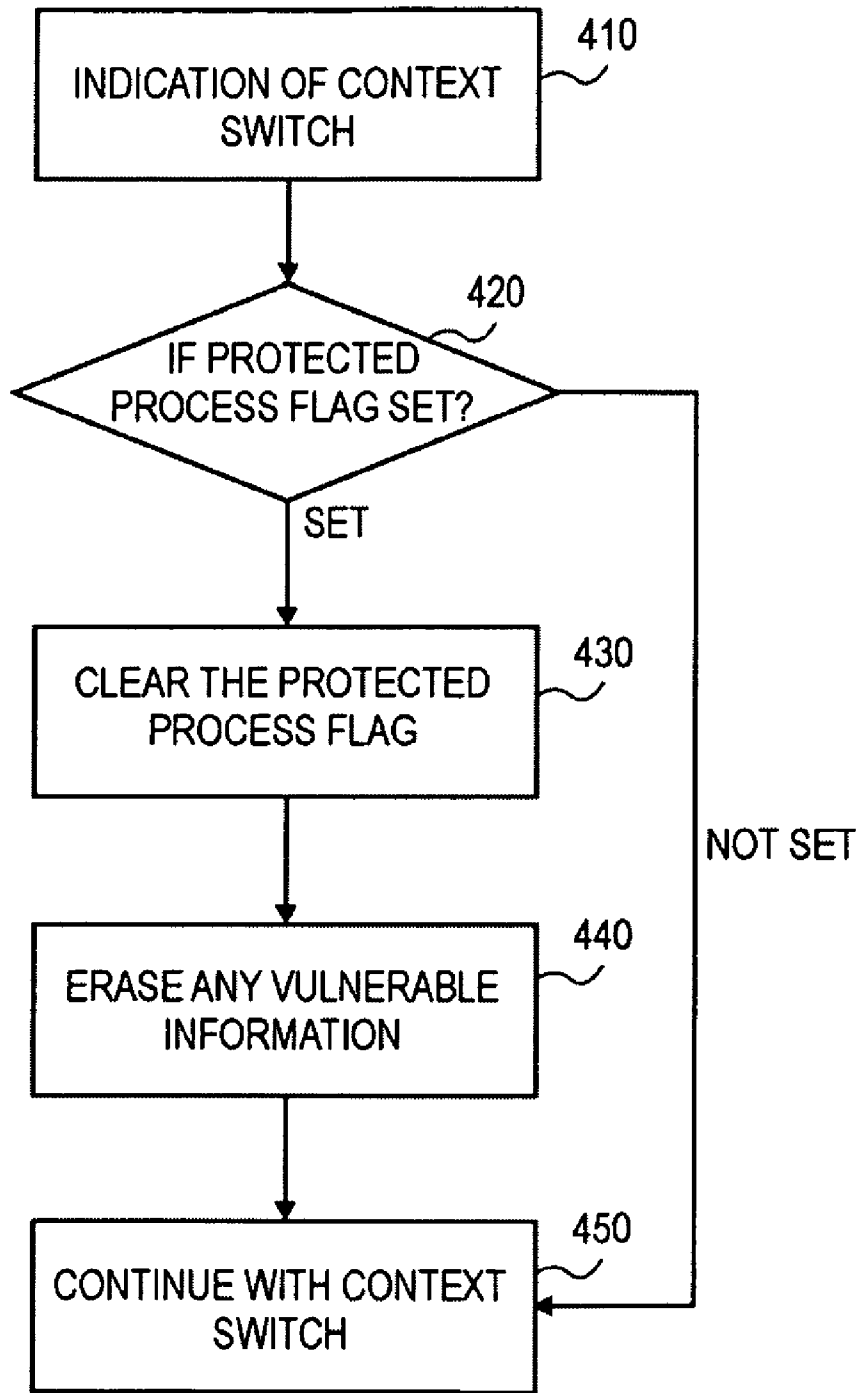 410
INDICATION OF CONTEXT
SWITCH
420
IF PROTECTED
PROCESS FLAG SET?
SET
430
CLEAR THE PROTECTED
PROCESS FLAG
NOT SET
440
ERASE ANY VULNERABLE
INFORMATION
450
CONTINUE WITH CONTEXT
SWITCH